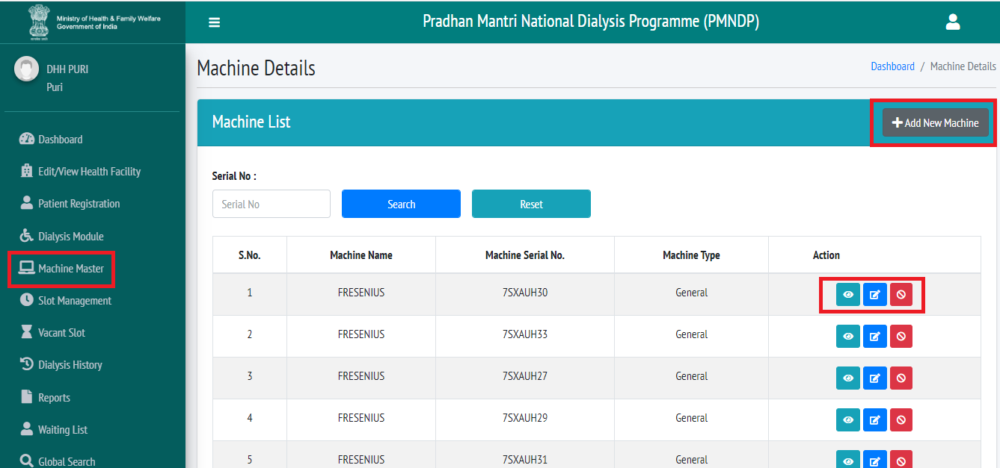 Ministry of Health & Family Welfare
Government of India
Pradhan Mantri National Dialysis Programme (PMNDP)
DHH PURI
Puri
Dashboard
Edit/View Health Facility
Patient Registration
Dialysis Module
Machine Master
Slot Management
Vacant Slot
Dialysis History
Reports
Waiting List
Global Search
Machine Details
Dashboard / Machine Details
Machine List
Add New Machine
Serial No :
Serial No Search Reset
S.No. Machine Name Machine Serial No. Machine Type Action
1 FRESENIUS 7SXAUH30 General
2 FRESENIUS 7SXAUH33 General
3 FRESENIUS 7SXAUH27 General
4 FRESENIUS 7SXAUH29 General
5 FRESENIUS 7SXAUH31 General